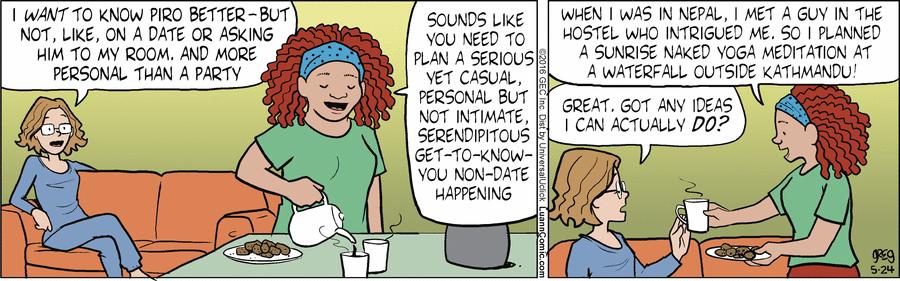 I WANT TO KNOW PIRO BETTER-BUT
NOT, LIKE, ON A DATE OR ASKING
HIM TO MY ROOM. AND MORE
PERSONAL THAN A PARTY
SOUNDS LIKE
YOU NEED TO
PLAN A SERIOUS
YET CASUAL,
PERSONAL BUT
NOT INTIMATE,
SERENDIPITOUS
GET-TO-KNOW-
YOU NON-DATE
HAPPENING
©2016 GEC Inc. Dist by UniversalUclick LuannComic.com
WHEN I WAS IN NEPAL, I MET A GUY IN THE
HOSTEL WHO INTRIGUED ME. SO I PLANNED
A SUNRISE NAKED YOGA MEDITATION AT
A WATERFALL OUTSIDE KATHMANDU!
GREAT. GOT ANY IDEAS
I CAN ACTUALLY DO?
GREG
5-24